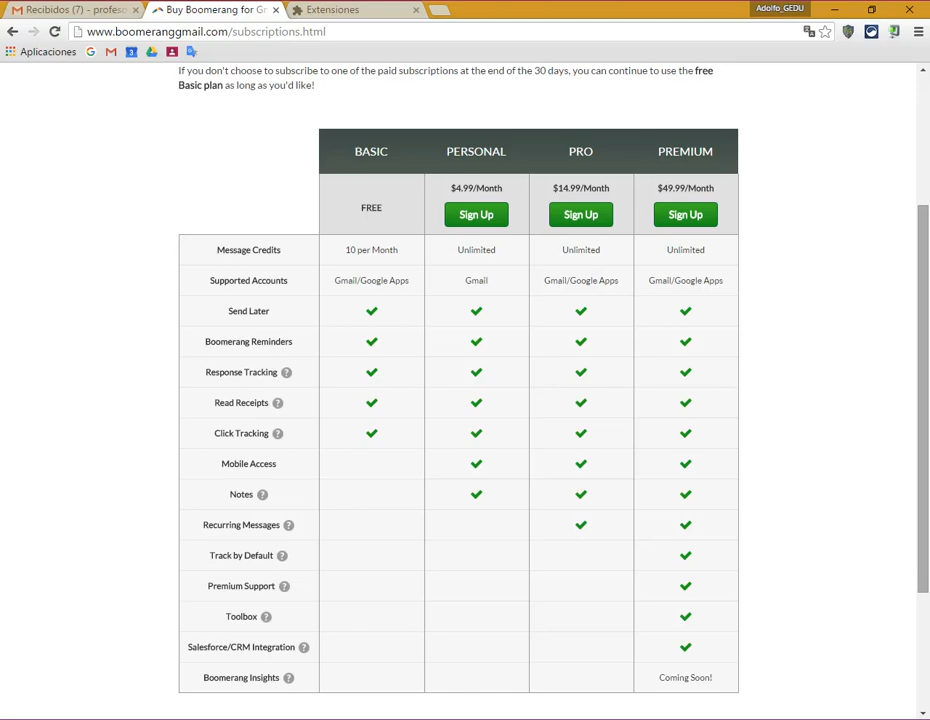 Recibidos (7) - profeso
Buy Boomerang for Gr
Extensiones
Adolfo_GEDU
www.boomeranggmail.com/subscriptions.html
Aplicaciones
If you don't choose to subscribe to one of the paid subscriptions at the end of the 30 days, you can continue to use the free
Basic plan as long as you'd like!
BASIC PERSONAL PRO PREMIUM
$4.99/Month $14.99/Month $49.99/Month
FREE Sign Up Sign Up Sign Up
Message Credits 10 per Month Unlimited Unlimited Unlimited
Supported Accounts Gmail/Google Apps Gmail Gmail/Google Apps Gmail/Google Apps
Send Later
Boomerang Reminders
Response Tracking ?
Read Receipts ?
Click Tracking ?
Mobile Access
Notes ?
Recurring Messages ?
Track by Default ?
Premium Support ?
Toolbox ?
Salesforce/CRM Integration ?
Boomerang Insights ? Coming Soon!